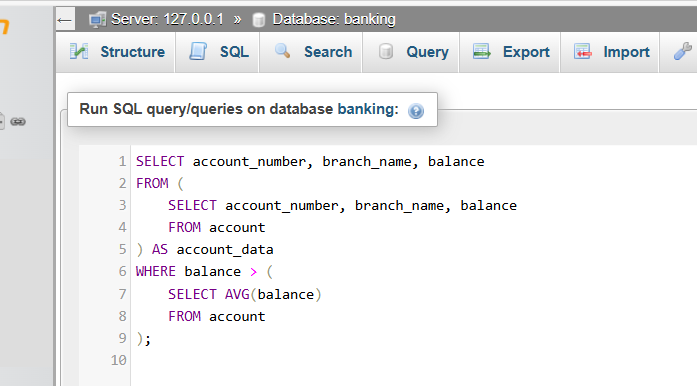 Server: 127.0.0.1 » Database: banking
Structure SQL Search Query Export Import
Run SQL query/queries on database banking:
1 SELECT account_number, branch_name, balance
2 FROM (
3 SELECT account_number, branch_name, balance
4 FROM account
5 ) AS account_data
6 WHERE balance > (
7 SELECT AVG(balance)
8 FROM account
9 );
10